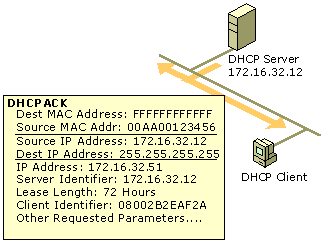 DHCP Server
172.16.32.12
DHCPACK
Dest MAC Address: FFFFFFFFFFFF
Source MAC Addr: 00AA00123456
Source IP Address: 172.16.32.12
Dest IP Address: 255.255.255.255
IP Address: 172.16.32.51
Server Identifier: 172.16.32.12
Lease Length: 72 Hours
Client Identifier: 08002B2EAF2A
Other Requested Parameters....
DHCP Client